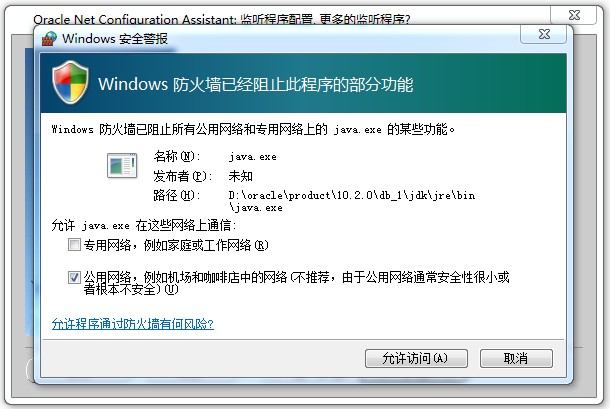 Oracle Net Configuration Assistant: 监听程序配置, 更多的监听程序?
Windows 安全警报
Windows 防火墙已经阻止此程序的部分功能
Windows 防火墙已阻止所有公用网络和专用网络上的 java.exe 的某些功能。
名称(N): java.exe
发布者(P): 未知
路径(H): D:\oracle\product\10.2.0\db_1\jdk\jre\bin
\java.exe
允许 java.exe 在这些网络上通信:
专用网络，例如家庭或工作网络(R)
公用网络，例如机场和咖啡店中的网络(不推荐，由于公用网络通常安全性很小或
者根本不安全)(U)
允许程序通过防火墙有何风险?
允许访问(A) 取消